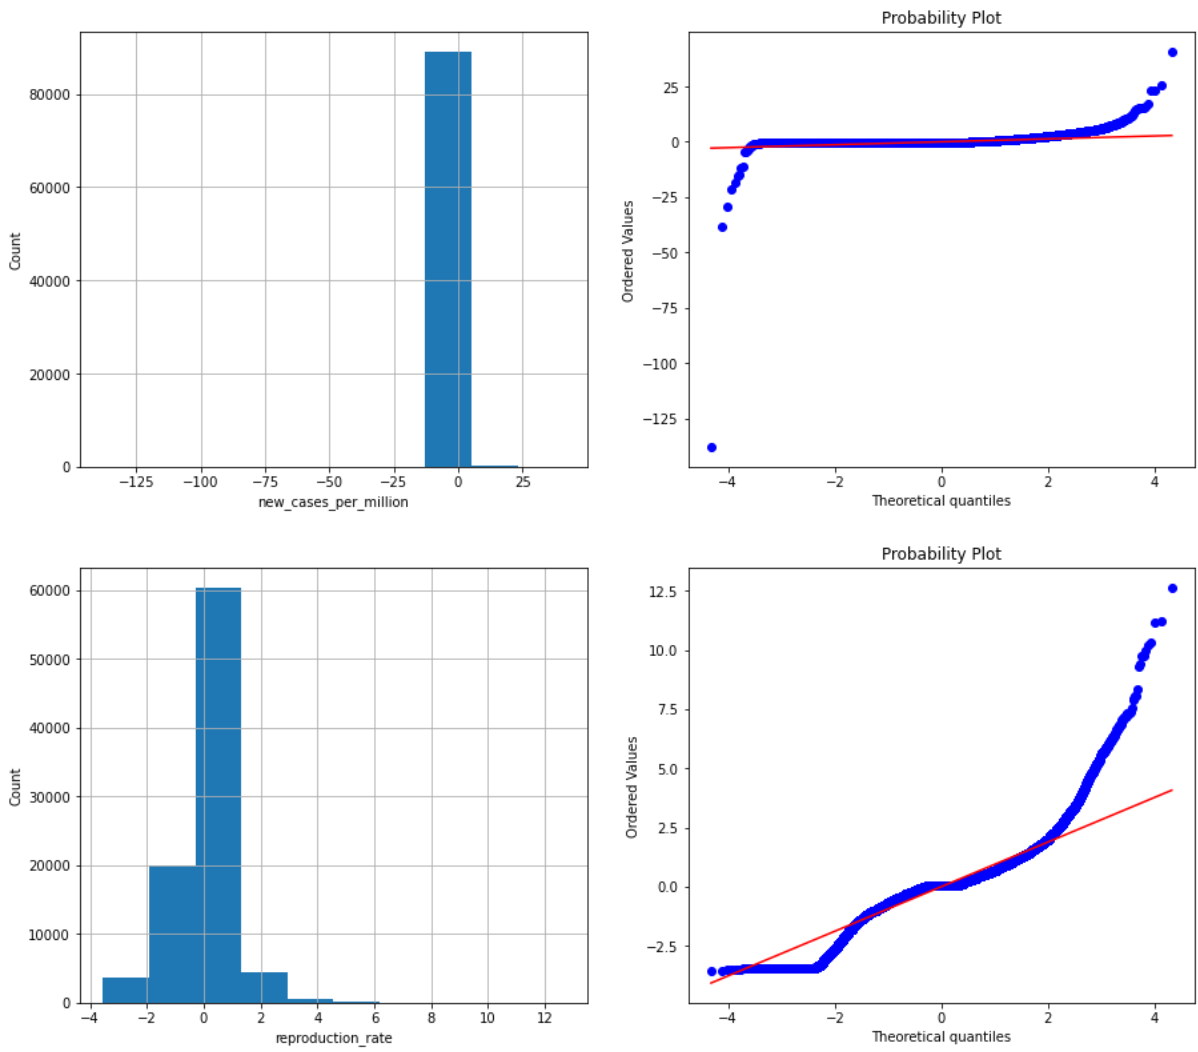 80000
60000
40000
20000
0
Count
−125 −100 −75 −50 −25 0 25
new_cases_per_million
Probability Plot
25
0
−25
−50
−75
−100
−125
Ordered Values
−4 −2 0 2 4
Theoretical quantiles
60000
50000
40000
30000
20000
10000
0
Count
−4 −2 0 2 4 6 8 10 12
reproduction_rate
Probability Plot
12.5
10.0
7.5
5.0
2.5
0.0
−2.5
Ordered Values
−4 −2 0 2 4
Theoretical quantiles